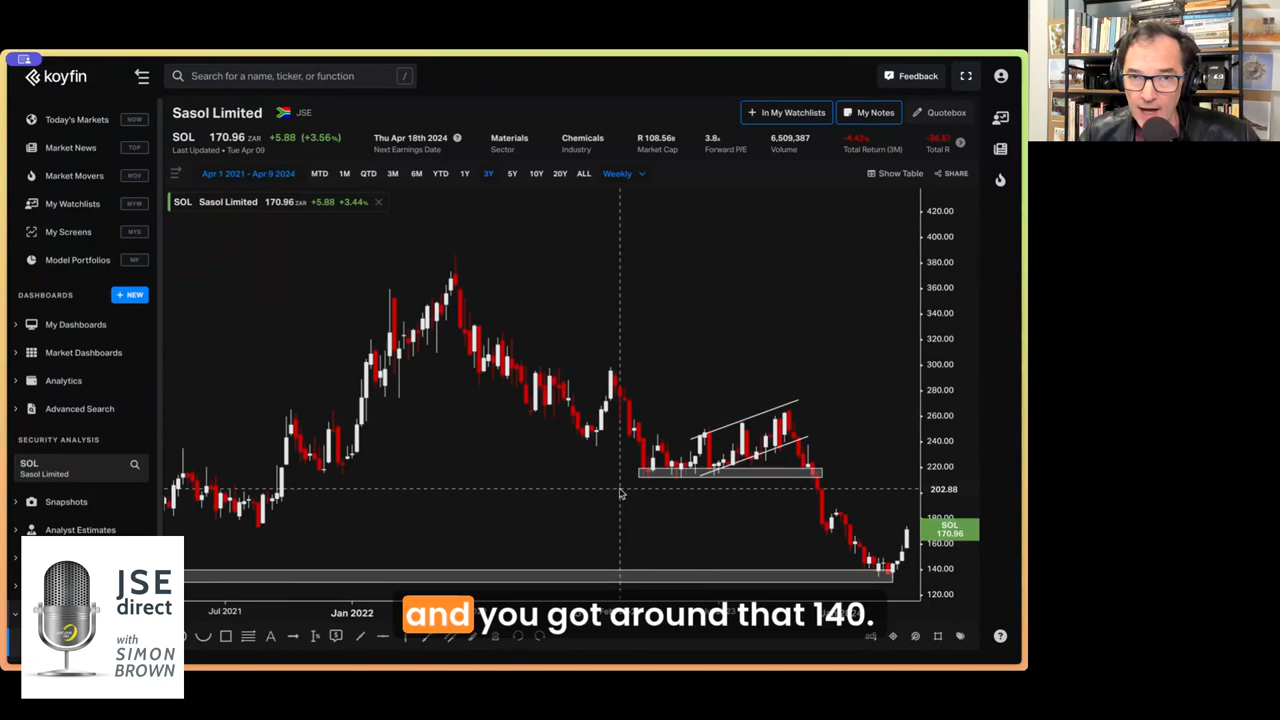 koyfin
Search for a name, ticker, or function
/
Feedback
Today's Markets NOW
Market News TOP
Market Movers MOV
My Watchlists MYW
My Screens MYS
Model Portfolios MP
DASHBOARDS + NEW
My Dashboards
Market Dashboards
Analytics
Advanced Search
SECURITY ANALYSIS
SOL
Sasol Limited
Snapshots
Analyst Estimates
Sasol Limited JSE
+ In My Watchlists
My Notes
Quotebox
SOL 170.96 ZAR +5.88 (+3.56%)
Last Updated • Tue Apr 09
Thu Apr 18th 2024
Next Earnings Date
Materials
Sector
Chemicals
Industry
R 108.56B
Market Cap
3.8x
Forward P/E
6,509,387
Volume
-4.42%
Total Return (3M)
Total R
Apr 1 2021 - Apr 9 2024 MTD 1M QTD 3M 6M YTD 1Y 3Y 5Y 10Y 20Y ALL Weekly
Show Table SHARE
SOL Sasol Limited 170.96 ZAR +5.88 +3.44%
420.00
400.00
380.00
360.00
340.00
320.00
300.00
280.00
260.00
240.00
220.00
202.88
180.00
SOL
170.96
160.00
140.00
120.00
Jul 2021 Jan 2022
and you got around that 140.
JSE
direct
with
SIMON
BROWN